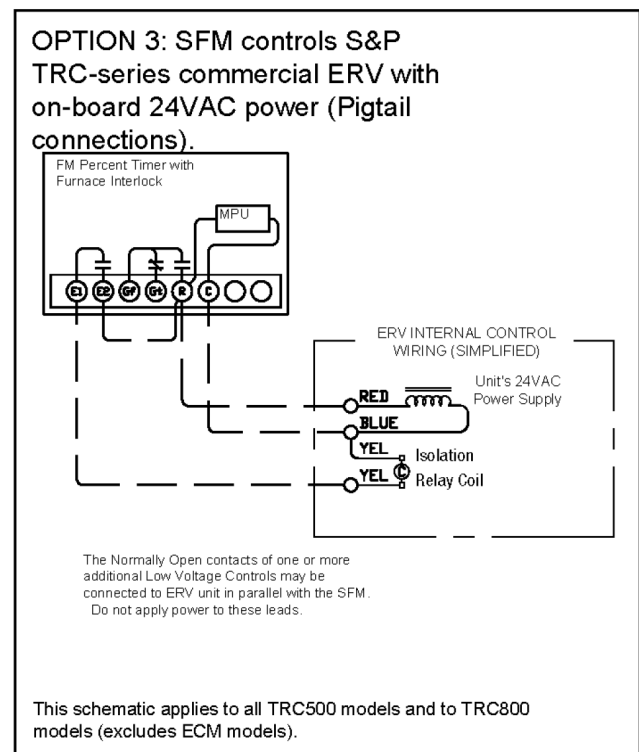 OPTION 3: SFM controls S&P
TRC-series commercial ERV with
on-board 24VAC power (Pigtail
connections).
FM Percent Timer with
Furnace Interlock
MPU
E1 E2 Gf Gt R C
ERV INTERNAL CONTROL
WIRING (SIMPLIFIED)
Unit's 24VAC
Power Supply
RED
BLUE
YEL
Isolation
C
YEL
Relay Coil
The Normally Open contacts of one or more
additional Low Voltage Controls may be
connected to ERV unit in parallel with the SFM.
Do not apply power to these leads.
This schematic applies to all TRC500 models and to TRC800
models (excludes ECM models).